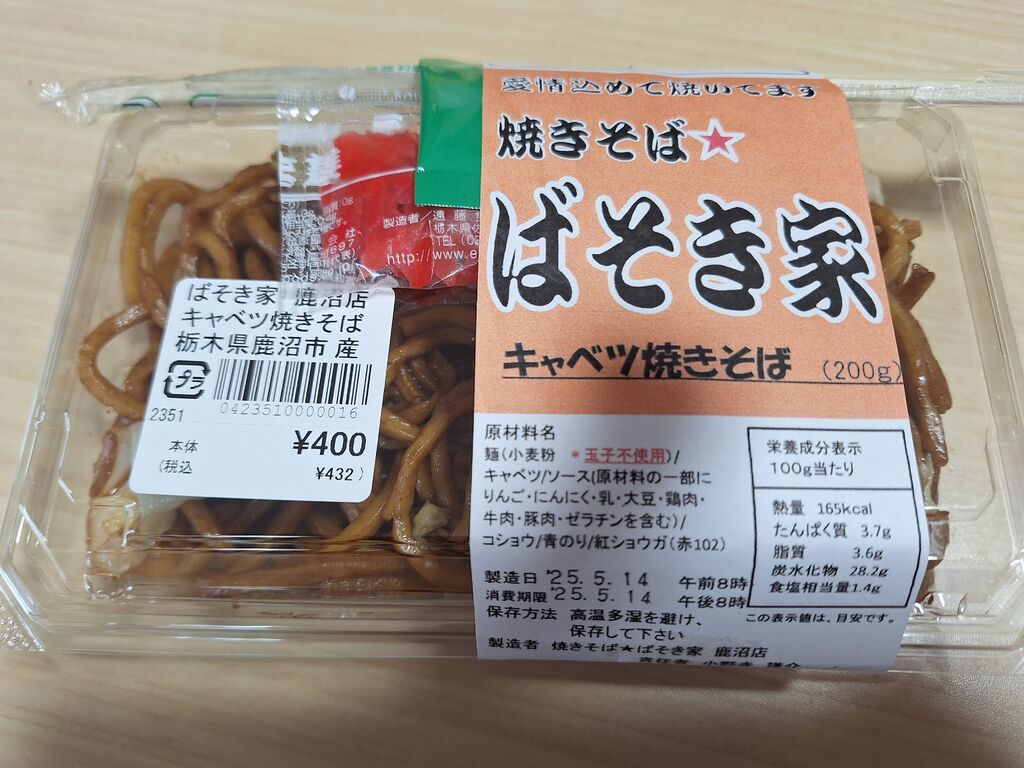 愛情込めて焼いてます
焼きそば☆
ばそき家
キャベツ焼きそば (200g)
原材料名
麺(小麦粉 *玉子不使用)/
キャベツ/ソース(原材料の一部に
りんご・にんにく・乳・大豆・鶏肉・
牛肉・豚肉・ゼラチンを含む)/
コショウ/青のり/紅ショウガ(赤102)
製造日 '25.5.14 午前8時
消費期限 '25.5.14 午後8時
保存方法 高温多湿を避け、
保存して下さい
製造者 焼きそば★ばそき家 鹿沼店
責任者
栄養成分表示
100g当たり
熱量 165kcal
たんぱく質 3.7g
脂質 3.6g
炭水化物 28.2g
食塩相当量1.4g
この表示値は、目安です。
ばそき家 鹿沼店
キャベツ焼きそば
栃木県鹿沼市 産
プラ
0423510000016
2351
本体 ¥400
(税込 ¥432)
製造者 遠藤
栃木県
TEL
http://www.e